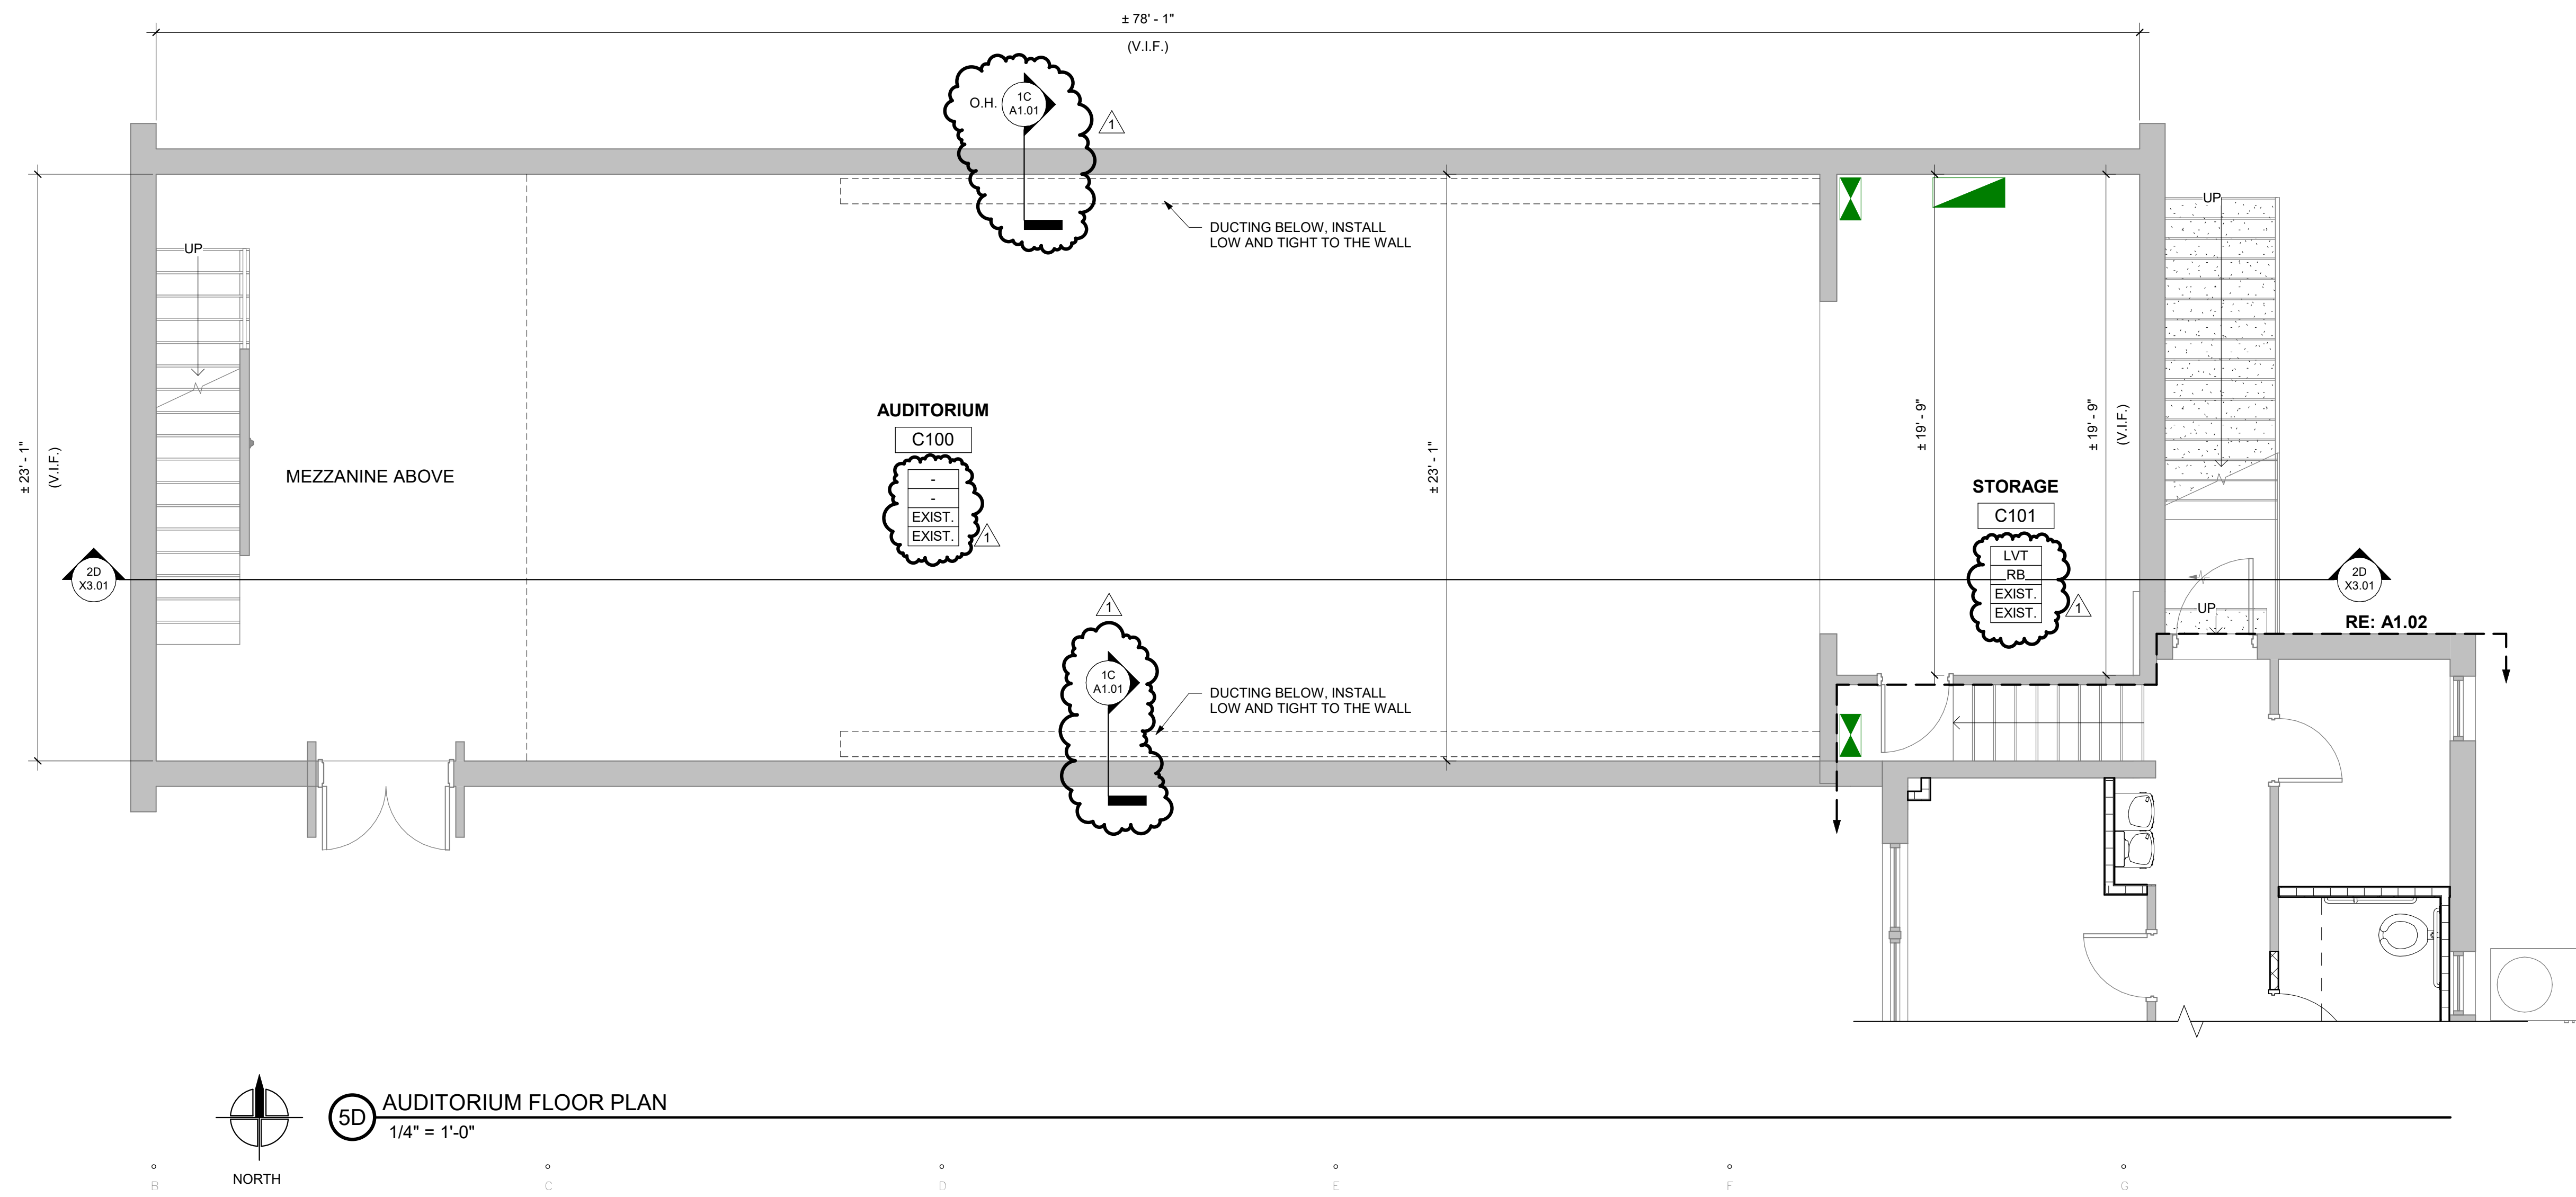 ± 78' - 1"
(V.I.F.)
O.H.
1C
A1.01
1
DUCTING BELOW, INSTALL
LOW AND TIGHT TO THE WALL
UP
UP
± 23' - 1"
(V.I.F.)
MEZZANINE ABOVE
AUDITORIUM
C100
-
-
EXIST.
EXIST.
1
± 23' - 1"
± 19' - 9"
± 19' - 9"
(V.I.F.)
STORAGE
C101
LVT
RB
EXIST.
EXIST.
1
2D
X3.01
2D
X3.01
UP
RE: A1.02
1
1C
A1.01
DUCTING BELOW, INSTALL
LOW AND TIGHT TO THE WALL
5D
AUDITORIUM FLOOR PLAN
1/4" = 1'-0"
NORTH
B
C
D
E
F
G